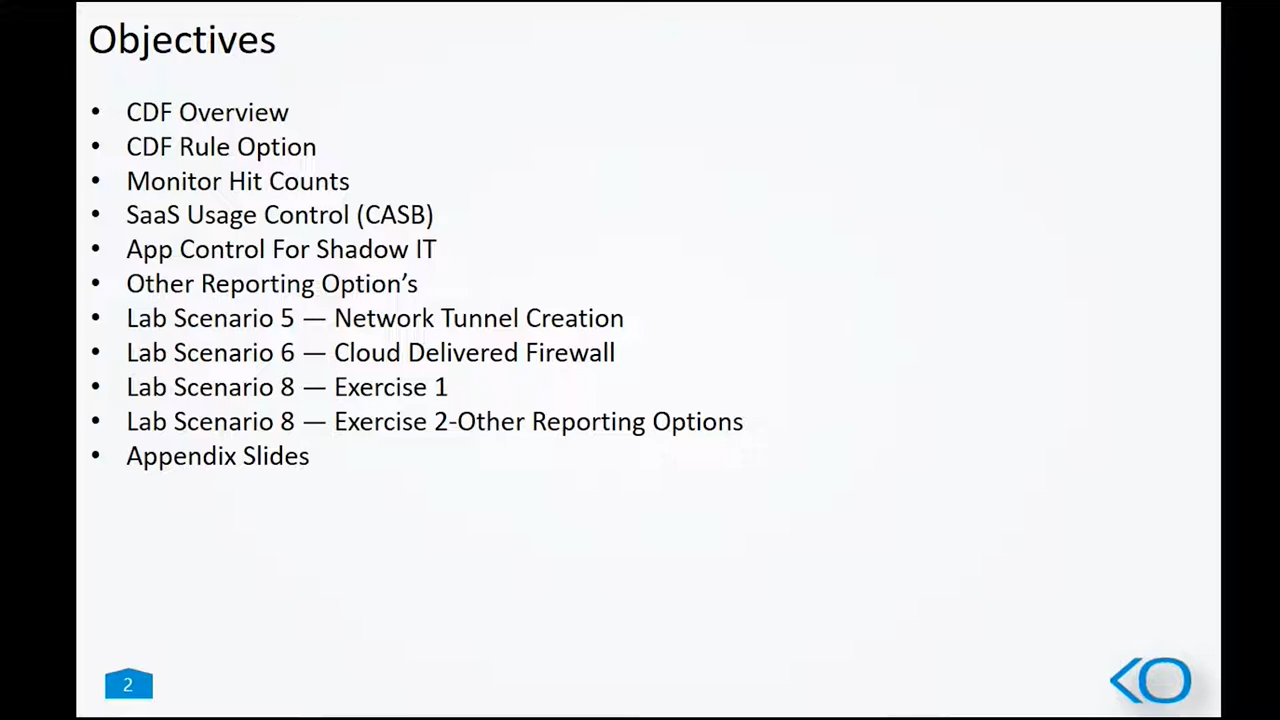 Objectives
• CDF Overview
• CDF Rule Option
• Monitor Hit Counts
• SaaS Usage Control (CASB)
• App Control For Shadow IT
• Other Reporting Option’s
• Lab Scenario 5 — Network Tunnel Creation
• Lab Scenario 6 — Cloud Delivered Firewall
• Lab Scenario 8 — Exercise 1
• Lab Scenario 8 — Exercise 2-Other Reporting Options
• Appendix Slides
2